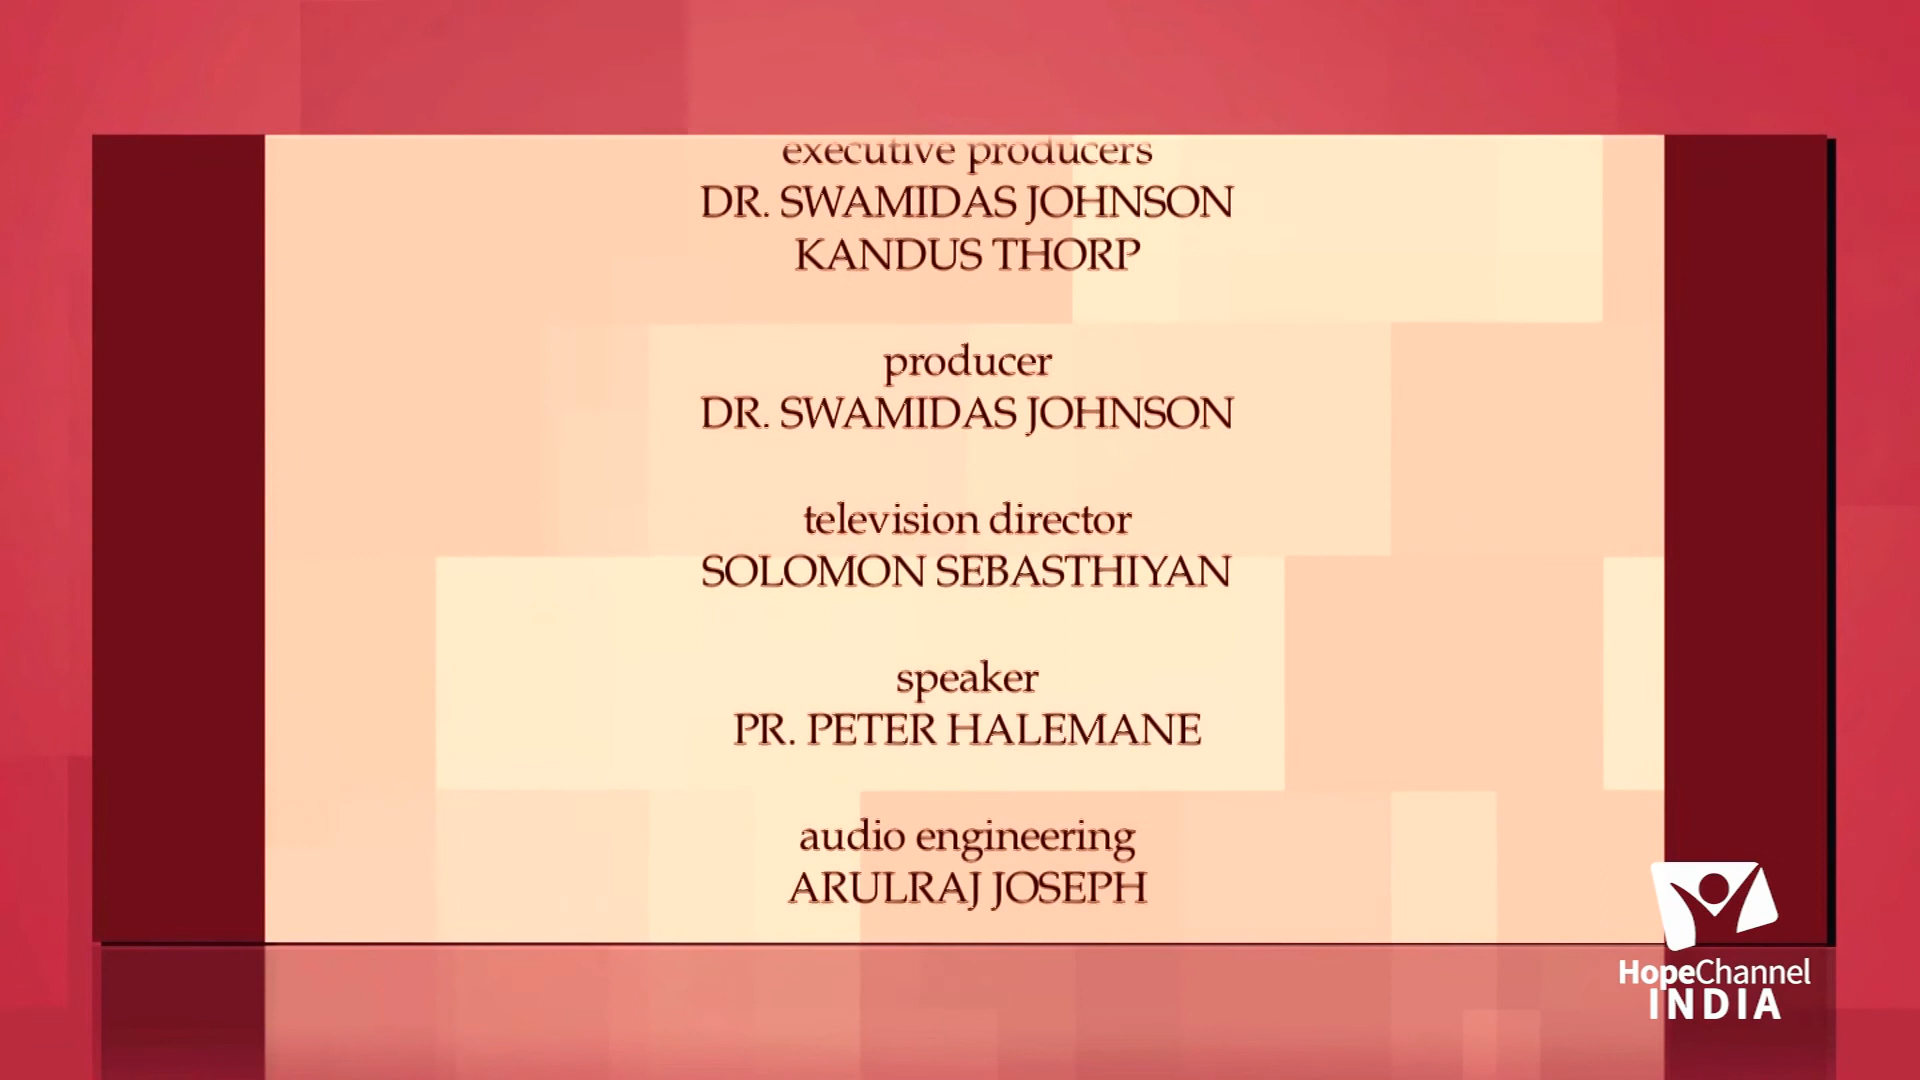 executive producers
DR. SWAMIDAS JOHNSON
KANDUS THORP
producer
DR. SWAMIDAS JOHNSON
television director
SOLOMON SEBASTHIYAN
speaker
PR. PETER HALEMANE
audio engineering
ARULRAJ JOSEPH
HopeChannel
INDIA